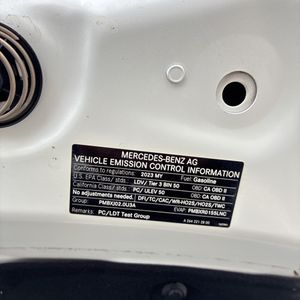 MERCEDES-BENZ AG
VEHICLE EMISSION CONTROL INFORMATION
Conforms to regulations: 2023 MY Fuel: Gasoline
U.S. EPA Class/ stds LDV/ Tier 3 BIN 50 OBD: CA OBD II
California Class/ stds PC/ ULEV 50 OBD: CA OBD II
No adj. needed DFI/TC/CAC/WR-HO2S/HO2S/TWC
Group: PMBXJ02.0U3A EVAP: PMBXR0155LNC
Warning: PC/LDT Test Group